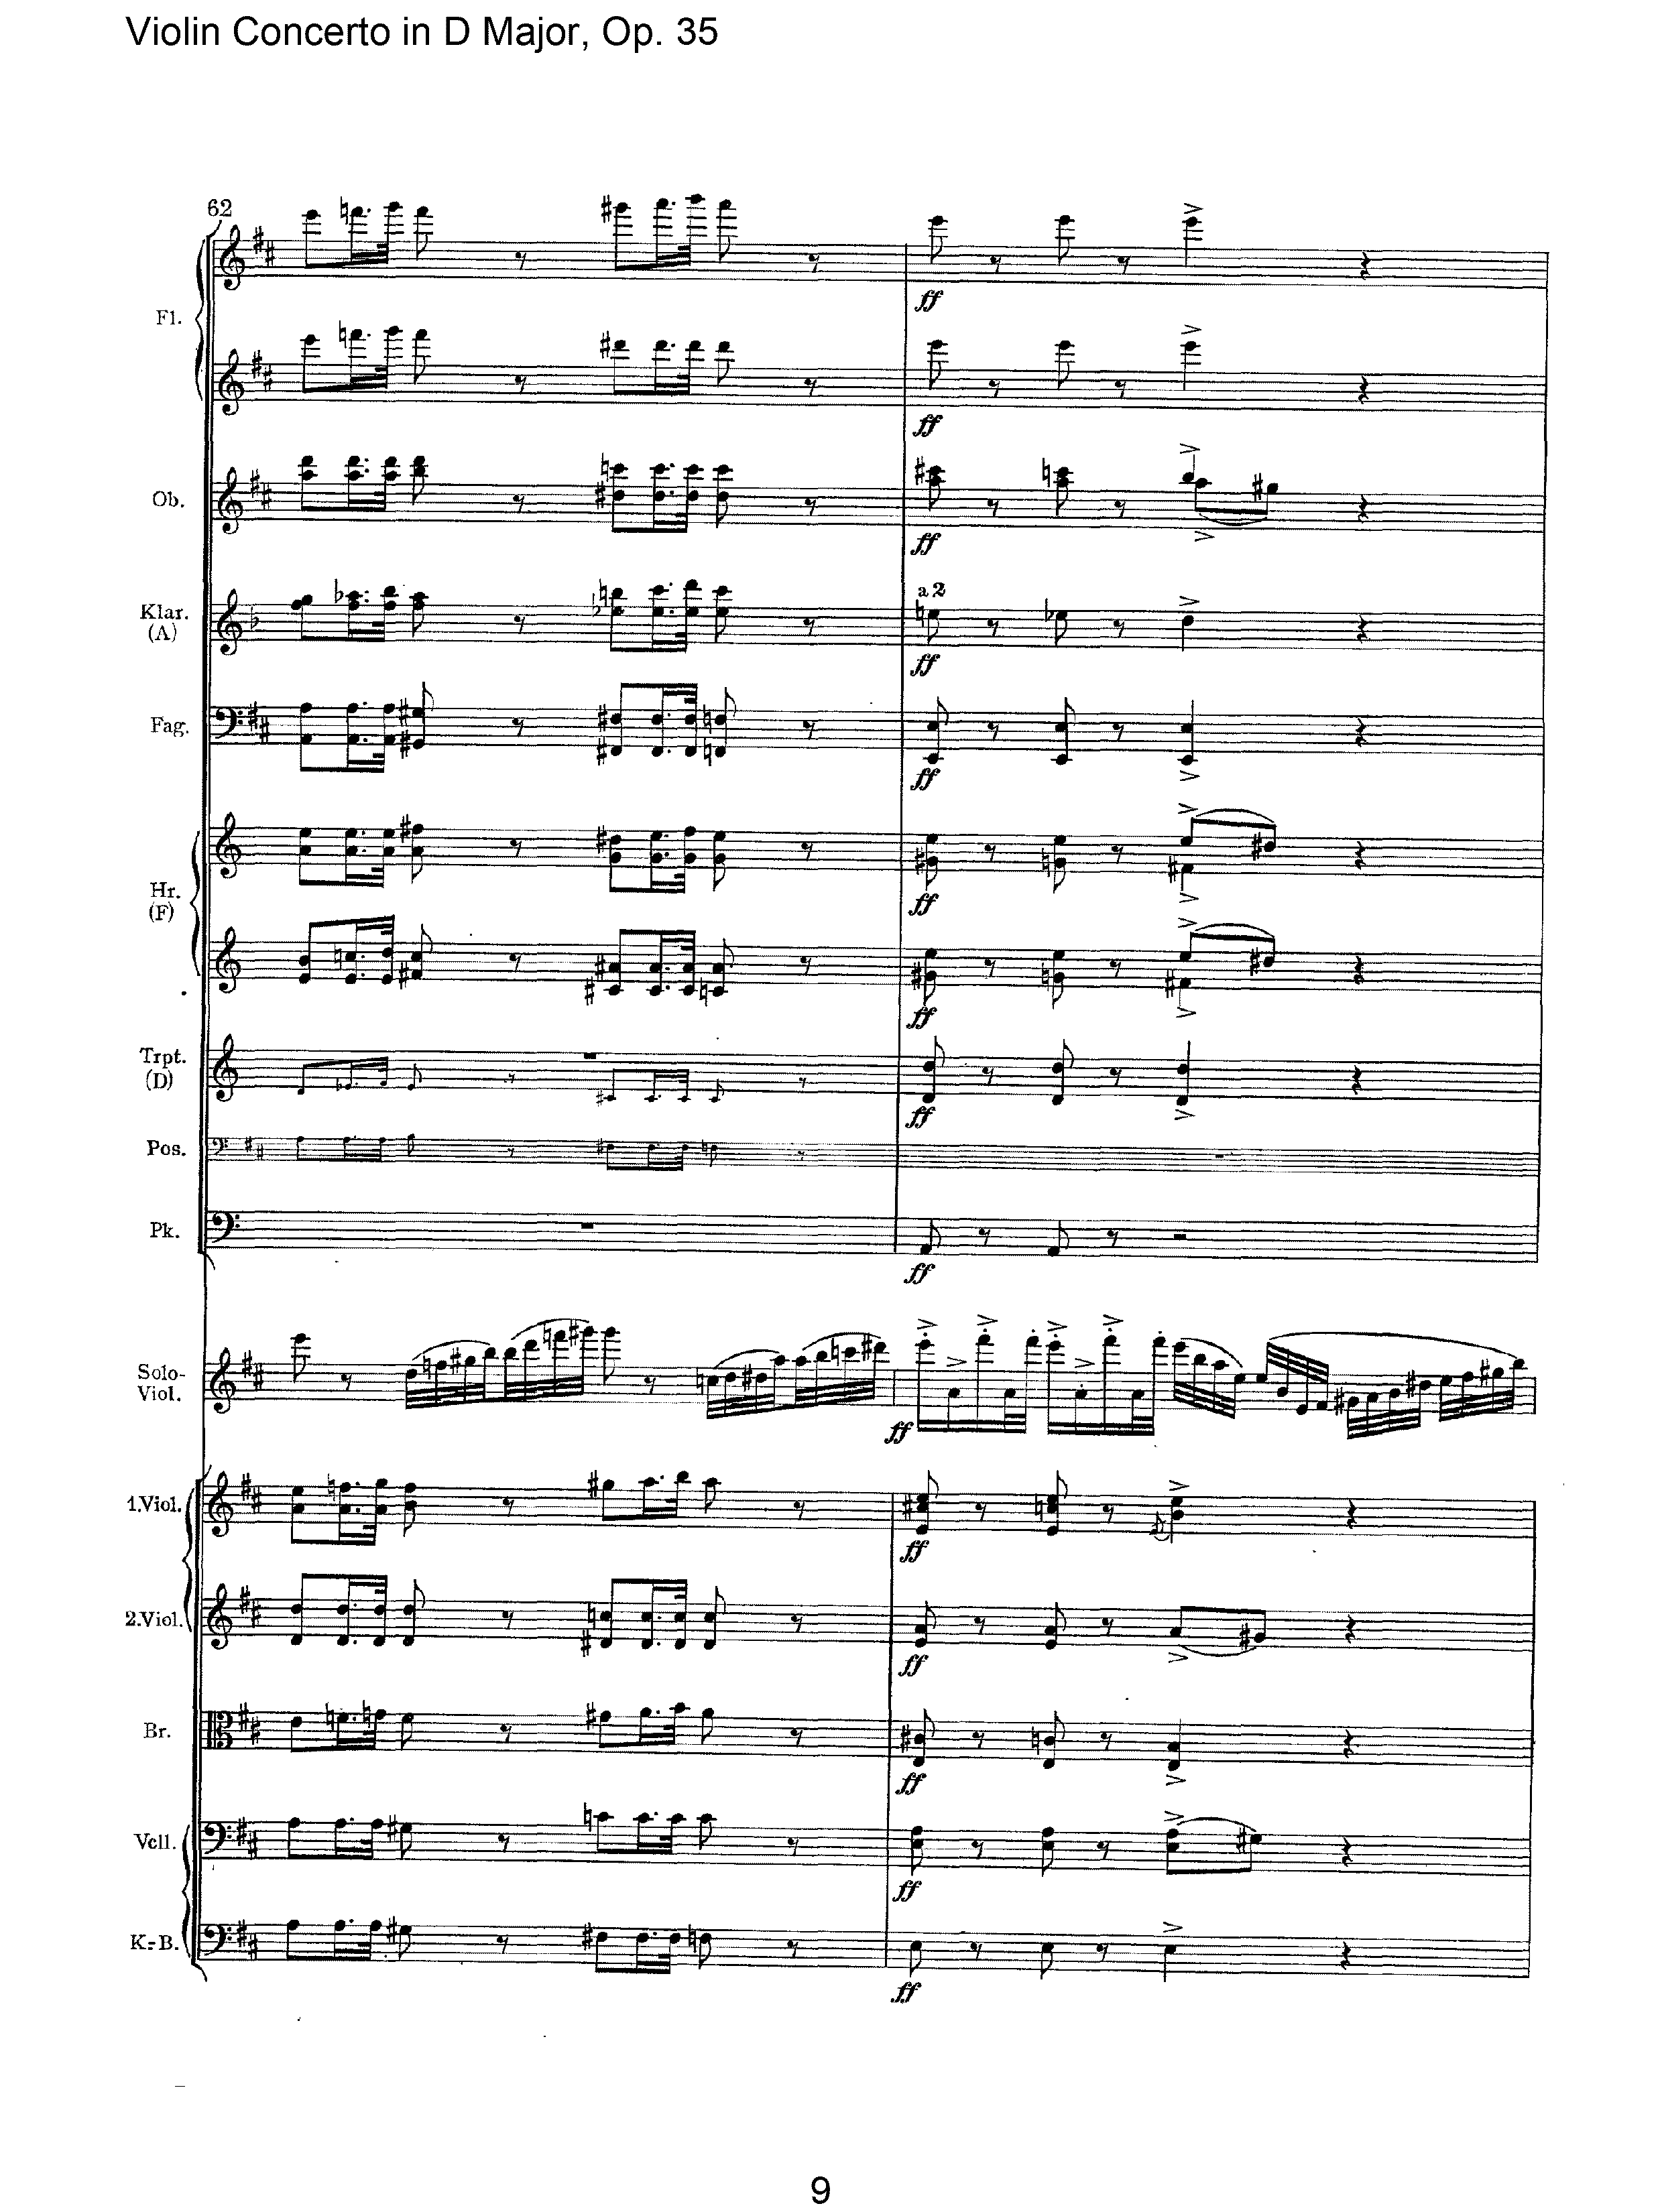 Violin Concerto in D Major, Op. 35
62
Fl.
ff
ff
Ob.
ff
Klar.
(A)
a 2
ff
Fag.
ff
Hr.
(F)
ff
ff
Trpt.
(D)
ff
Pos.
Pk.
ff
Solo-
Viol.
ff
1.Viol.
ff
2.Viol.
ff
Br.
ff
Vcll.
ff
K.-B.
ff
9